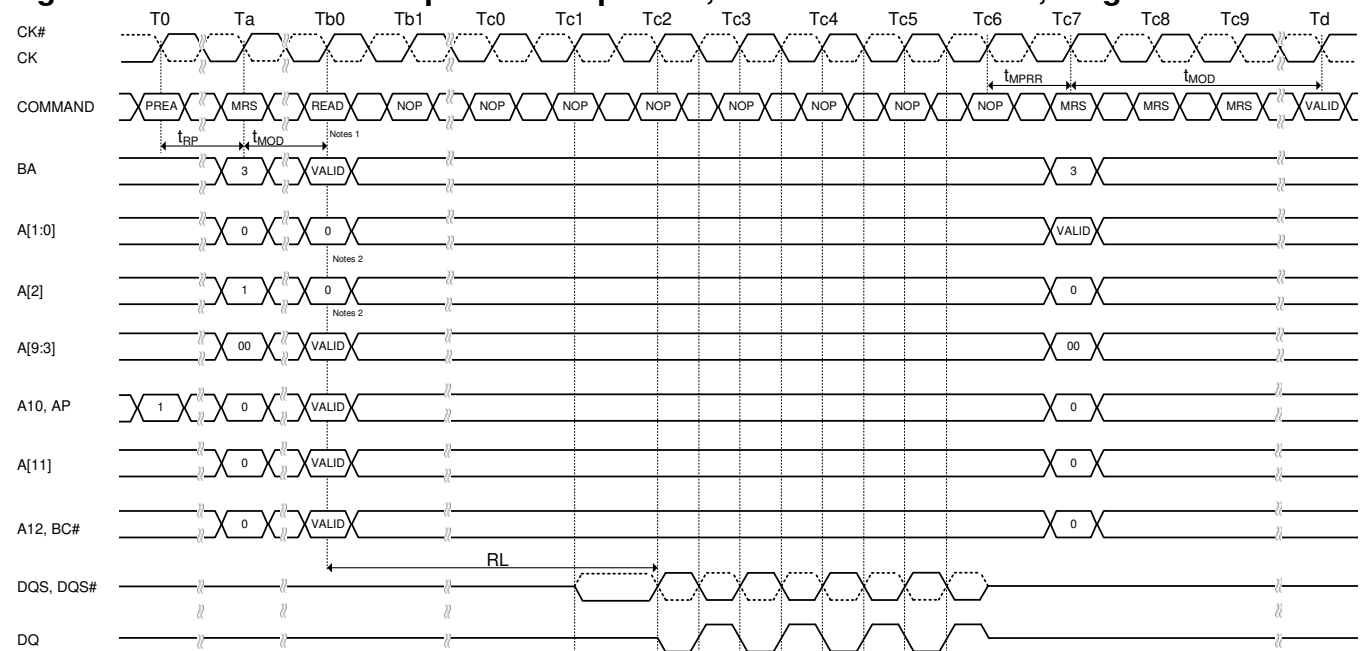 T0 Ta Tb0 Tb1 Tc0 Tc1 Tc2 Tc3 Tc4 Tc5 Tc6 Tc7 Tc8 Tc9 Td
CK#
CK
tMPRR tMOD
COMMAND PREA MRS READ NOP NOP NOP NOP NOP NOP NOP NOP MRS MRS MRS VALID
tRP tMOD Notes 1
BA 3 VALID 3
A[1:0] 0 0 VALID
Notes 2
A[2] 1 0 0
Notes 2
A[9:3] 00 VALID 00
A10, AP 1 0 VALID 0
A[11] 0 VALID 0
A12, BC# 0 VALID 0
RL
DQS, DQS#
DQ